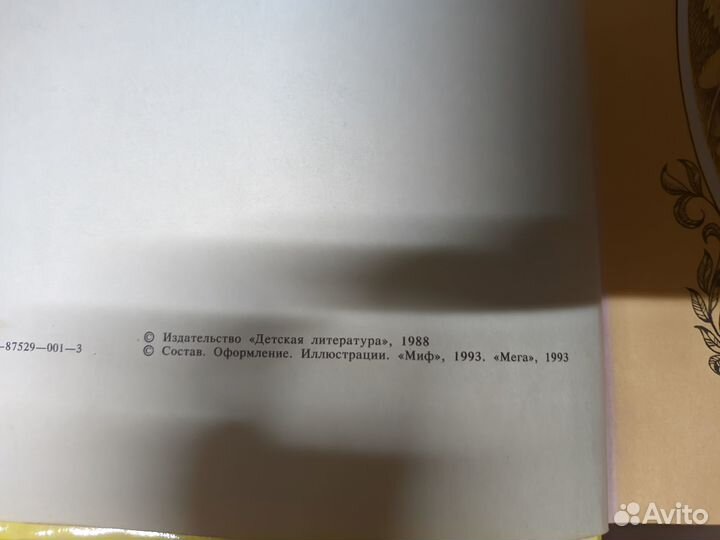 © Издательство «Детская литература», 1988
—87529—001—3 © Состав. Оформление. Иллюстрации. «Миф», 1993. «Мега», 1993
Avito